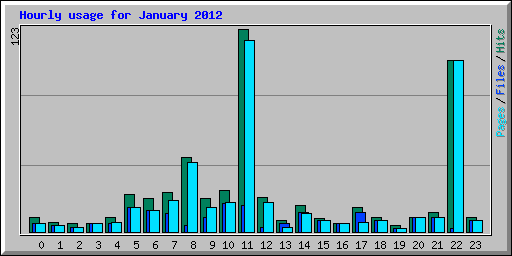 Hourly usage for January 2012
123
Pages/Files/Hits
0 1 2 3 4 5 6 7 8 9 10 11 12 13 14 15 16 17 18 19 20 21 22 23